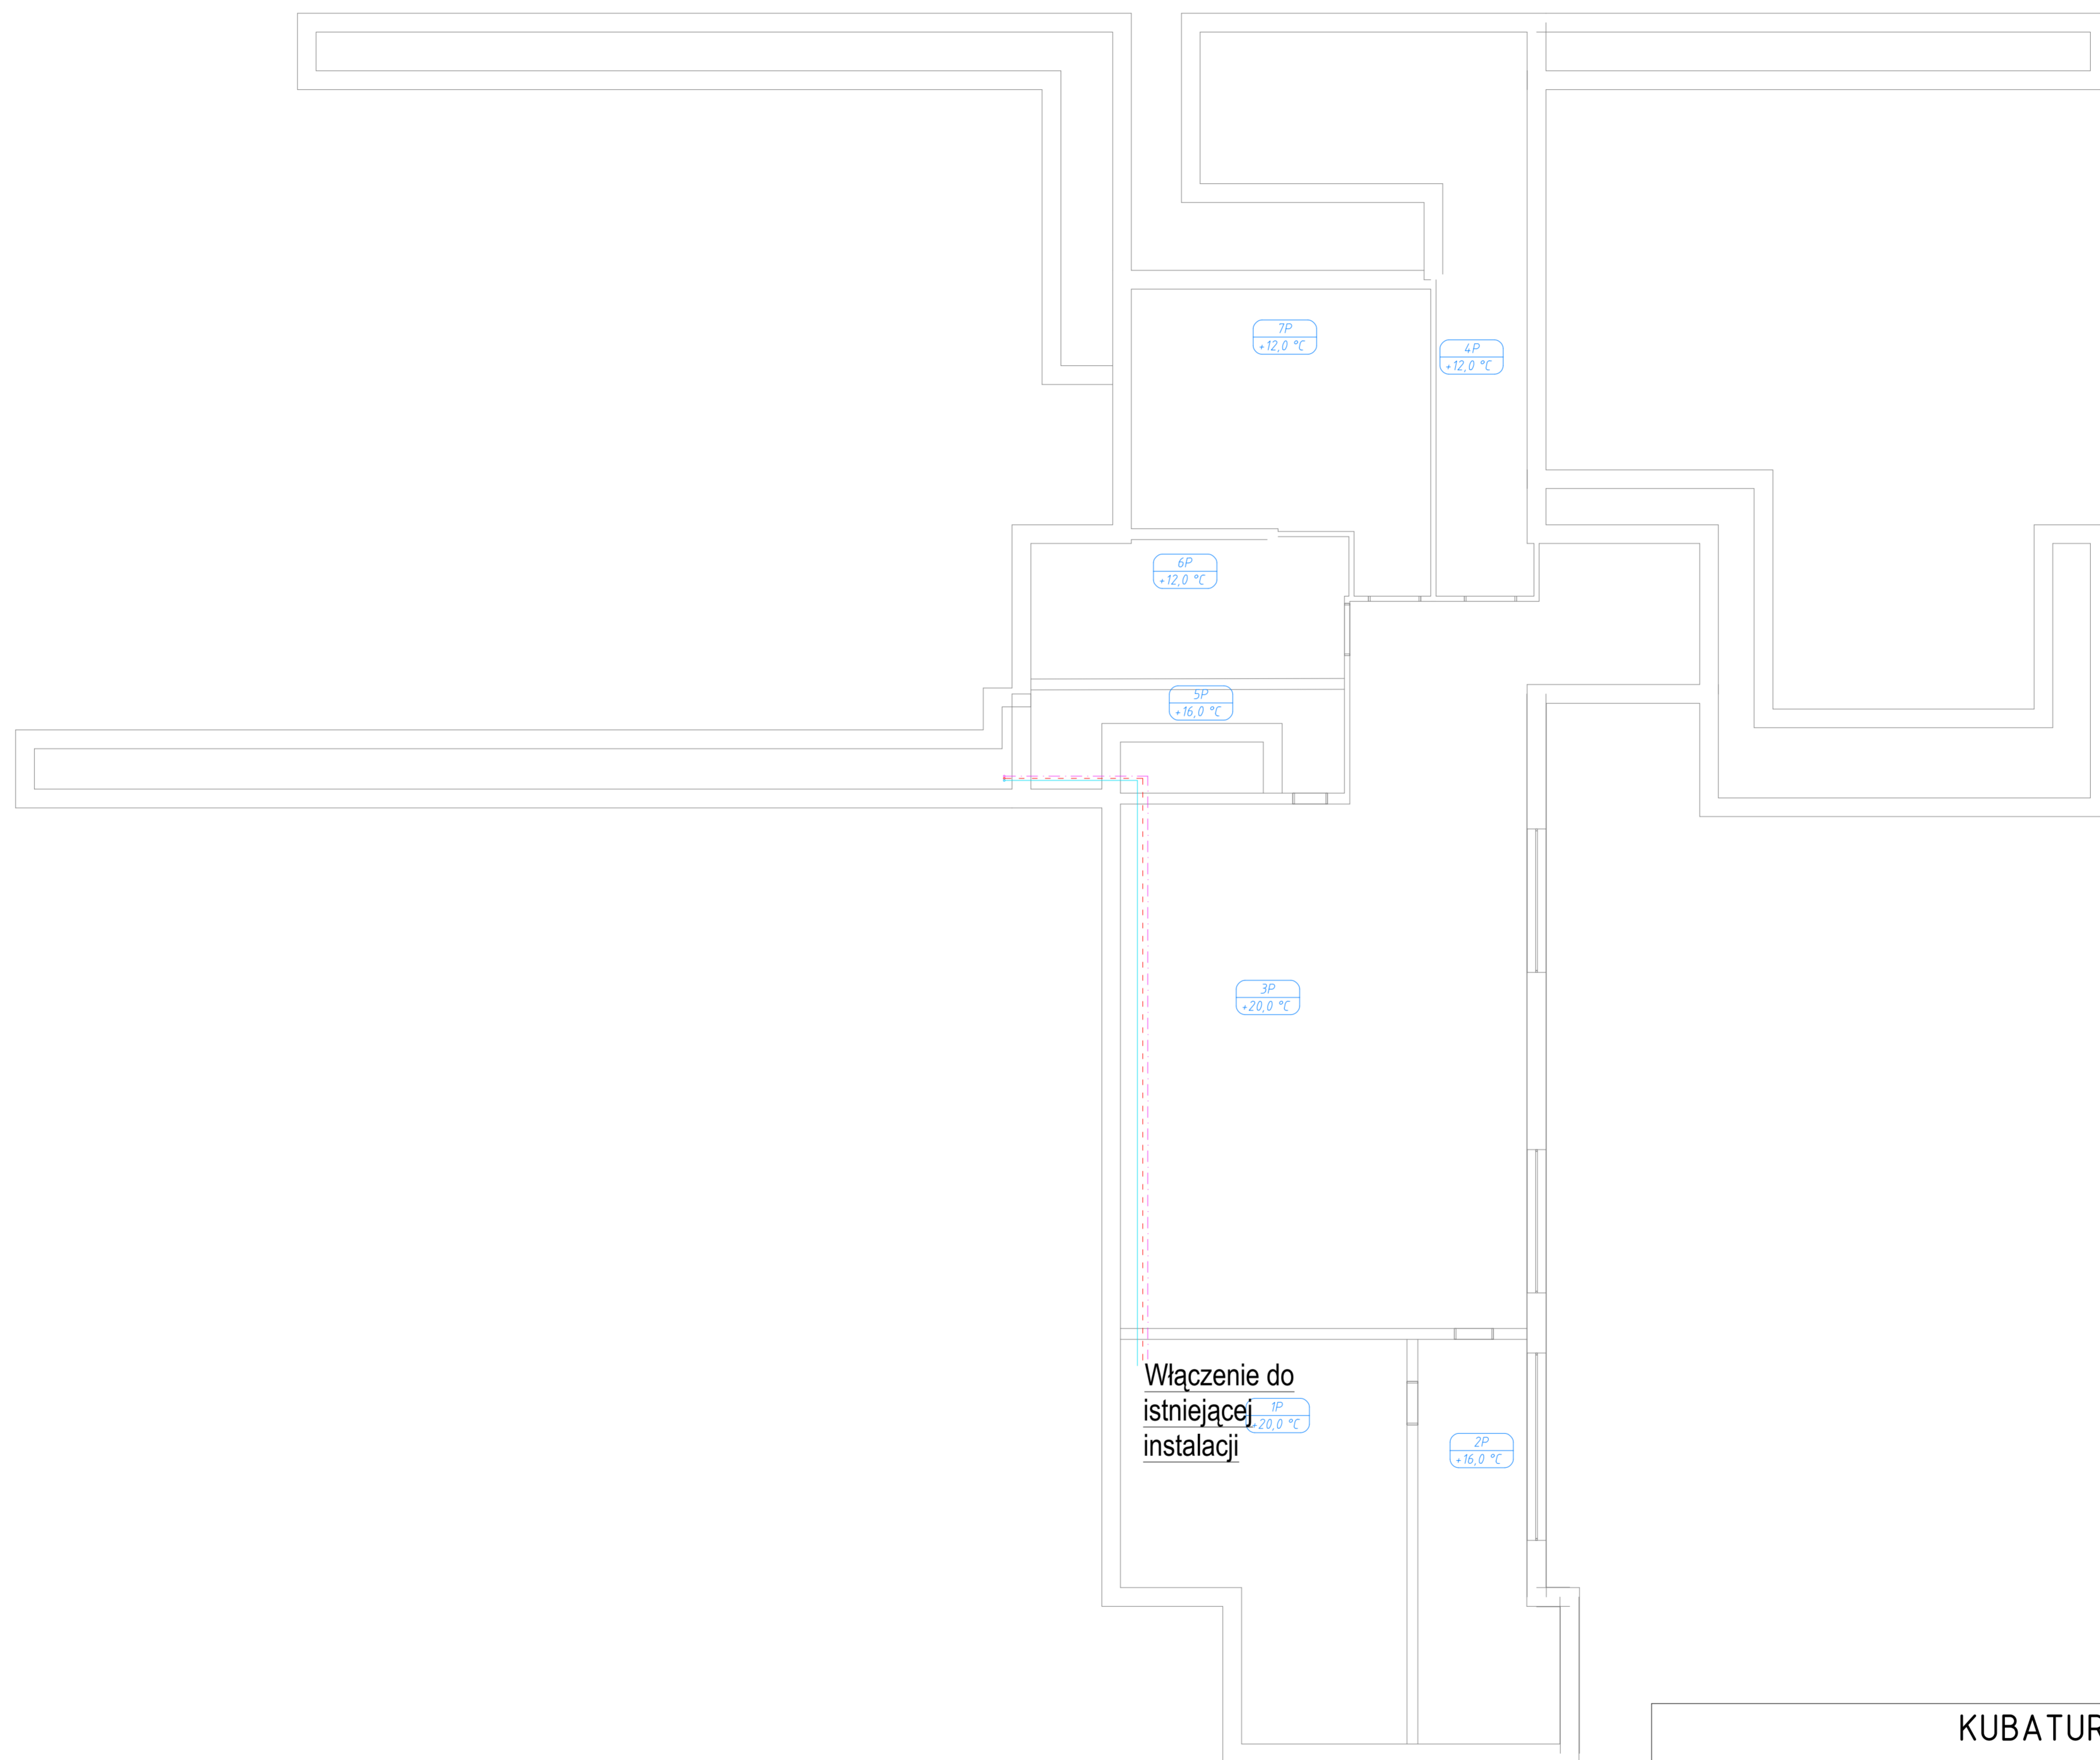 7P
+12,0 °C
4P
+12,0 °C
6P
+12,0 °C
5P
+16,0 °C
3P
+20,0 °C
Włączenie do
istniejącej
instalacji
1P
+20,0 °C
2P
+16,0 °C